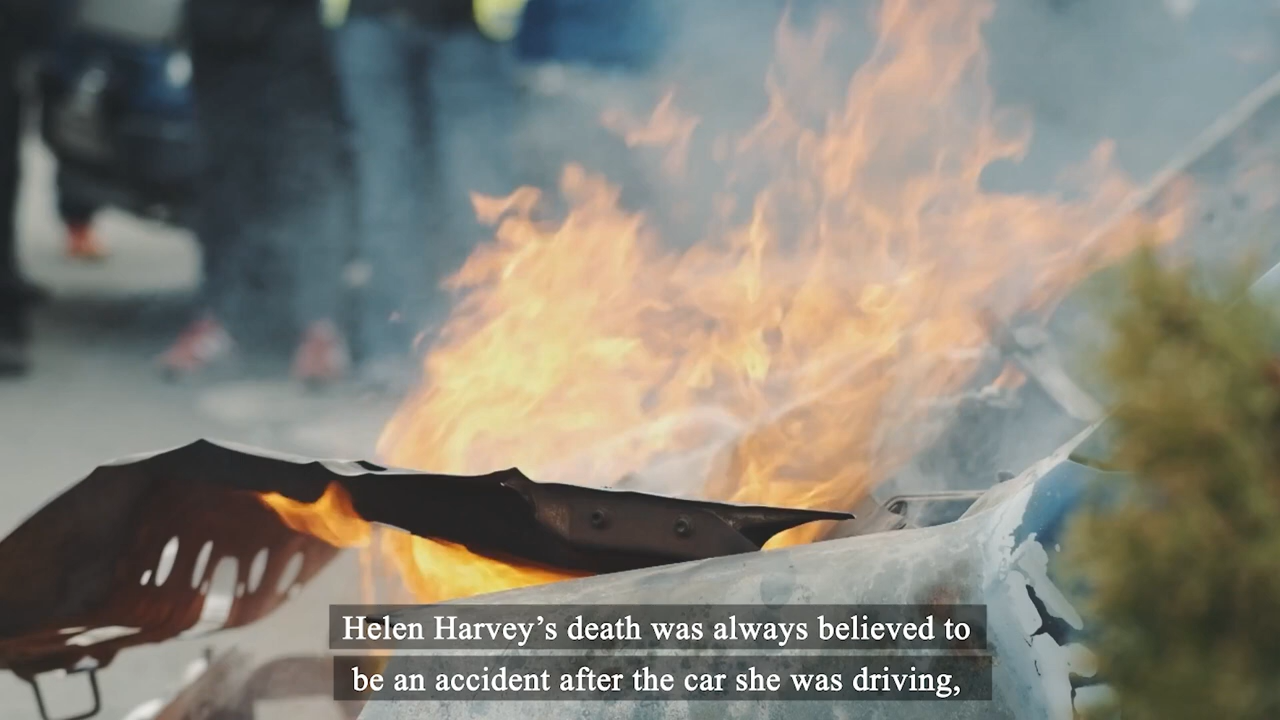 Helen Harvey’s death was always believed to
be an accident after the car she was driving,